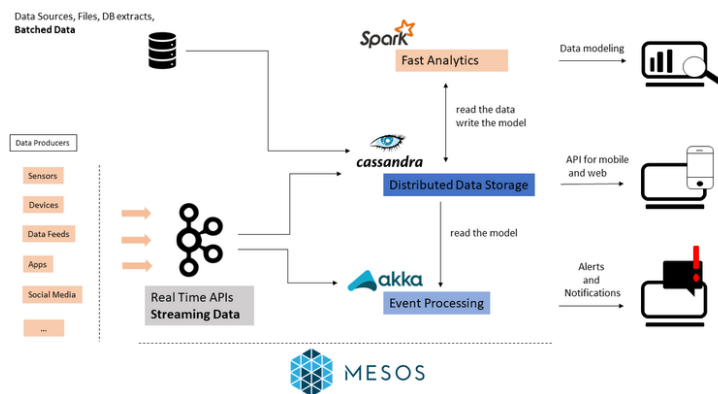 Data Sources, Files, DB extracts,
Batched Data
Spark
Fast Analytics
Data modeling
read the data
write the model
Data Producers
Sensors
Devices
Data Feeds
Apps
Social Media
...
cassandra
Distributed Data Storage
API for mobile
and web
read the model
Real Time APIs
Streaming Data
akka
Event Processing
Alerts
and
Notifications
MESOS